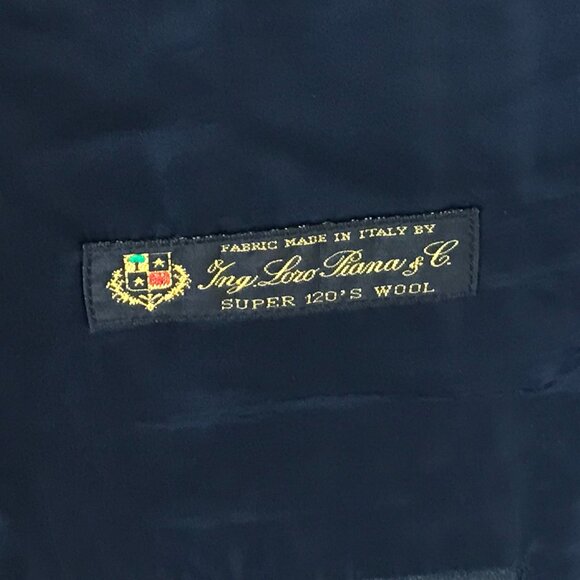 FABRIC MADE IN ITALY BY
Ing. Loro Piana & C.
SUPER 120'S WOOL